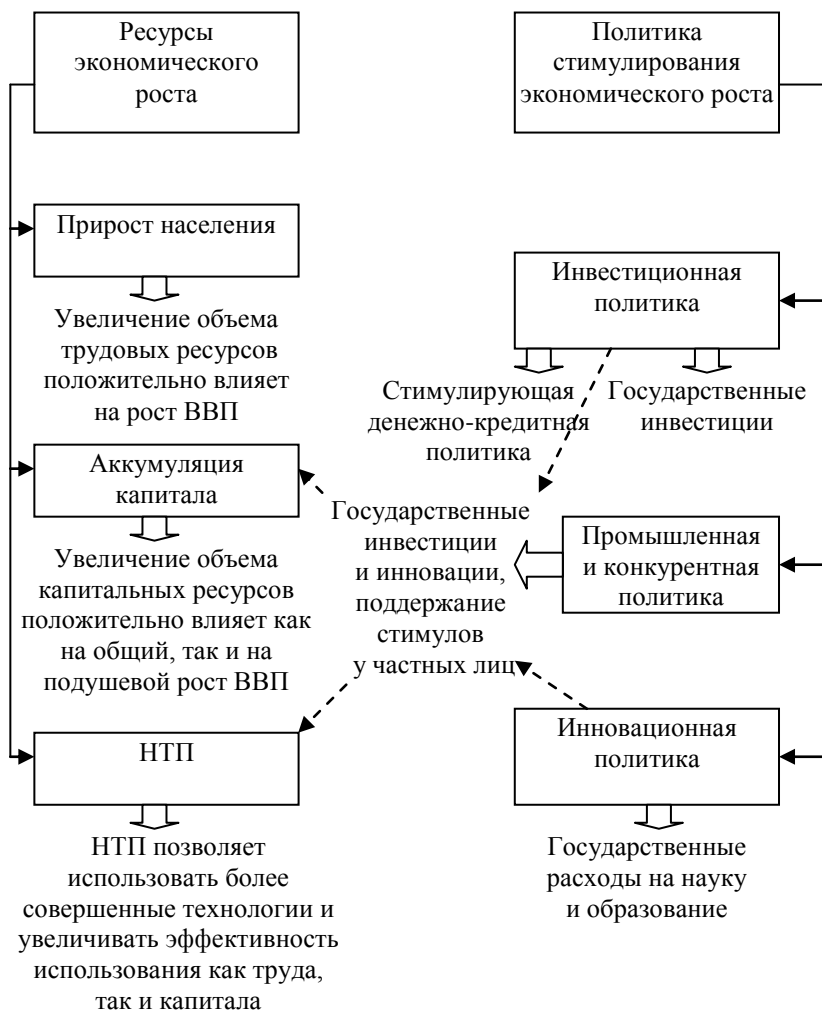 Ресурсы
экономического
роста
Политика
стимулирования
экономического роста
Прирост населения
Увеличение объема
трудовых ресурсов
положительно влияет
на рост ВВП
Инвестиционная
политика
Стимулирующая
денежно-кредитная
политика
Государственные
инвестиции
Аккумуляция
капитала
Увеличение объема
капитальных ресурсов
положительно влияет как
на общий, так и на
подушевой рост ВВП
Государственные
инвестиции
и инновации,
поддержание
стимулов
у частных лиц
Промышленная
и конкурентная
политика
НТП
НТП позволяет
использовать более
совершенные технологии и
увеличивать эффективность
использования как труда,
так и капитала
Инновационная
политика
Государственные
расходы на науку
и образование